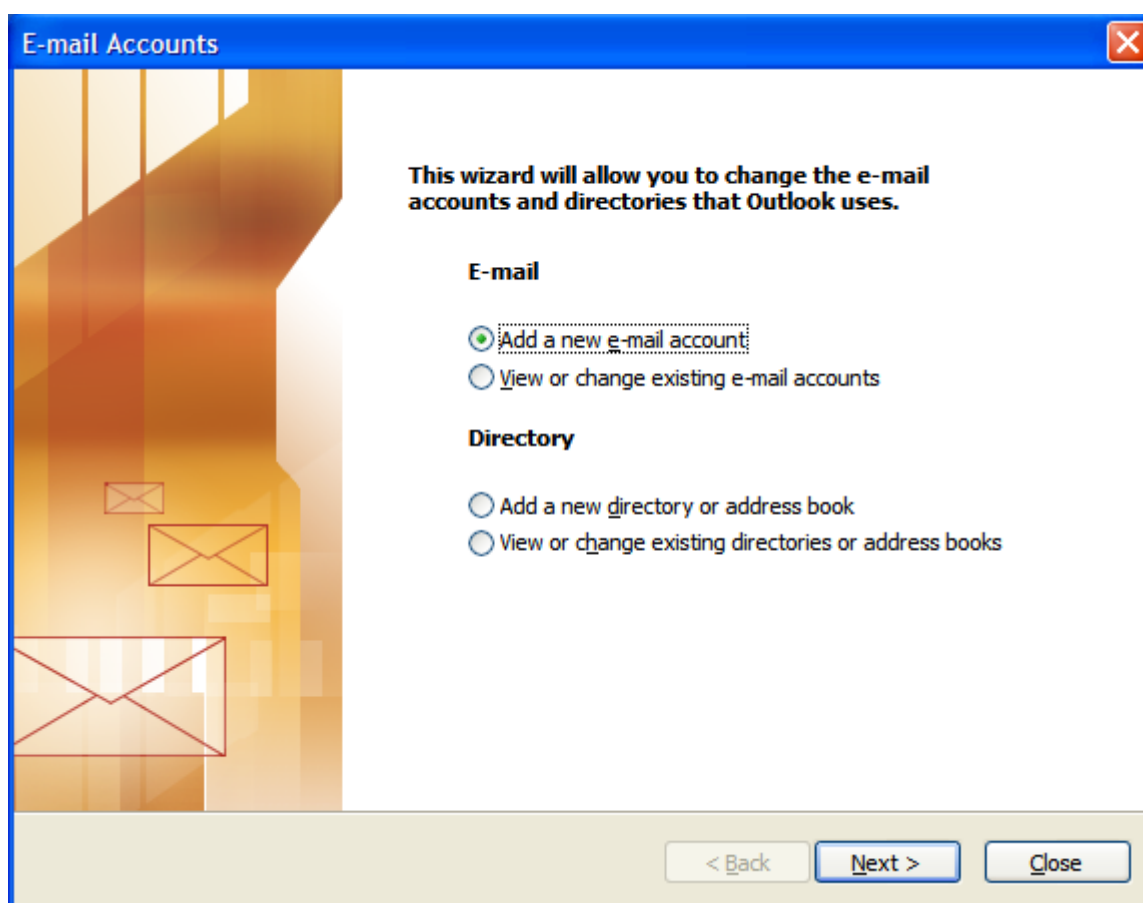 E-mail Accounts
This wizard will allow you to change the e-mail
accounts and directories that Outlook uses.
E-mail
Add a new e-mail account
View or change existing e-mail accounts
Directory
Add a new directory or address book
View or change existing directories or address books
< Back Next > Close